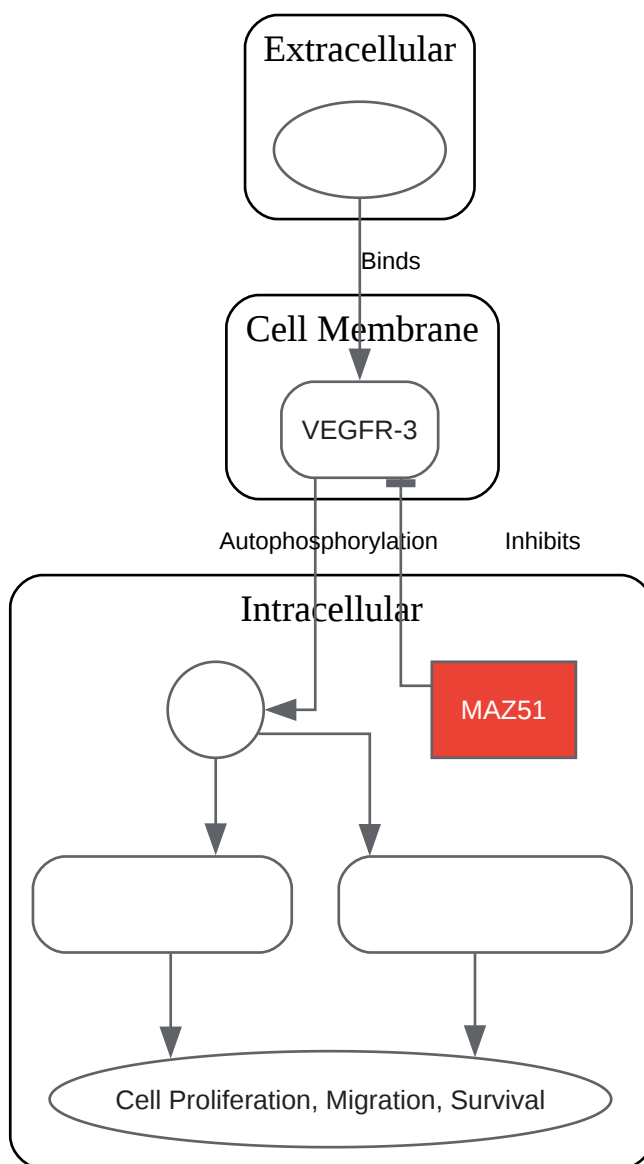 Extracellular
Binds
Cell Membrane
VEGFR-3
Autophosphorylation
Inhibits
Intracellular
MAZ51
Cell Proliferation, Migration, Survival